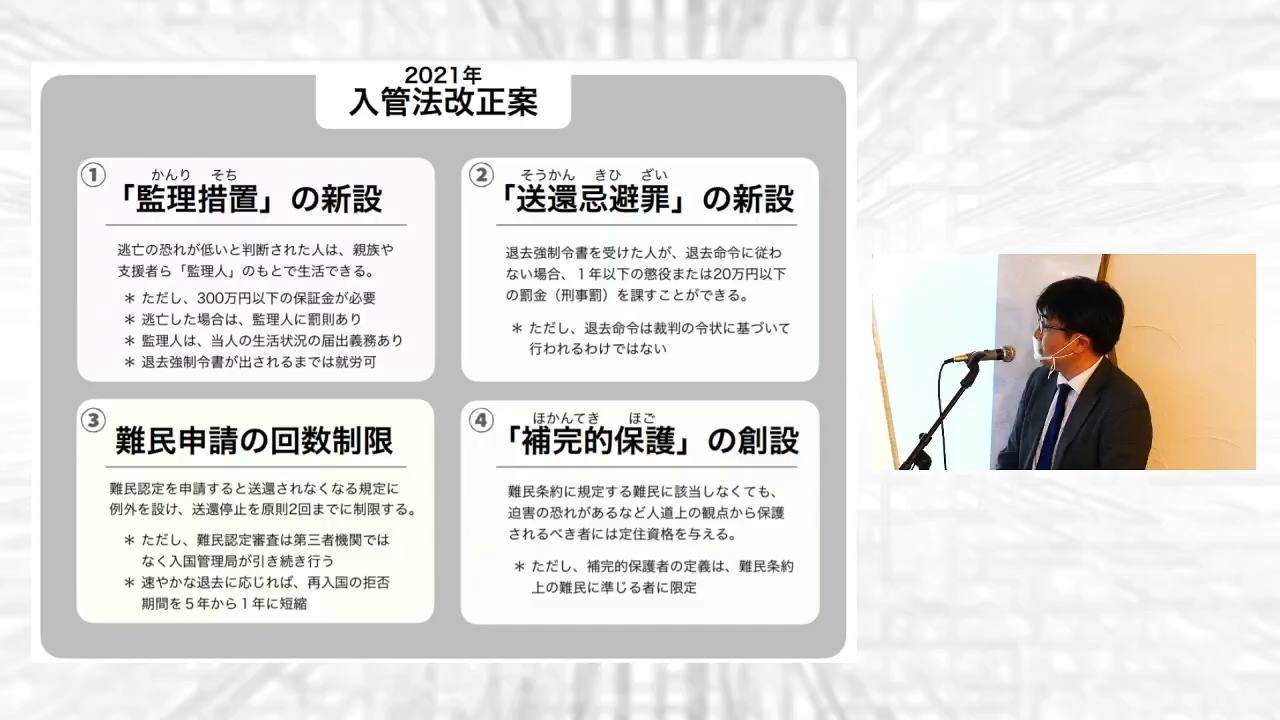 2021年
入管法改正案
①
かんり そち
「監理措置」の新設
逃亡の恐れが低いと判断された人は、親族や
支援者ら「監理人」のもとで生活できる。
＊ ただし、300万円以下の保証金が必要
＊ 逃亡した場合は、監理人に罰則あり
＊ 監理人は、当人の生活状況の届出義務あり
＊ 退去強制令書が出されるまでは就労可
②
そうかん きひ ざい
「送還忌避罪」の新設
退去強制令書を受けた人が、退去命令に従わ
ない場合、１年以下の懲役または20万円以下
の罰金（刑事罰）を課すことができる。
＊ ただし、退去命令は裁判の令状に基づいて
行われるわけではない
③
難民申請の回数制限
難民認定を申請すると送還されなくなる規定に
例外を設け、送還停止を原則2回までに制限する。
＊ ただし、難民認定審査は第三者機関では
なく入国管理局が引き続き行う
＊ 速やかな退去に応じれば、再入国の拒否
期間を５年から１年に短縮
④
ほかんてき ほご
「補完的保護」の創設
難民条約に規定する難民に該当しなくても、
迫害の恐れがあるなど人道上の観点から保護
されるべき者には定住資格を与える。
＊ ただし、補完的保護者の定義は、難民条約
上の難民に準じる者に限定